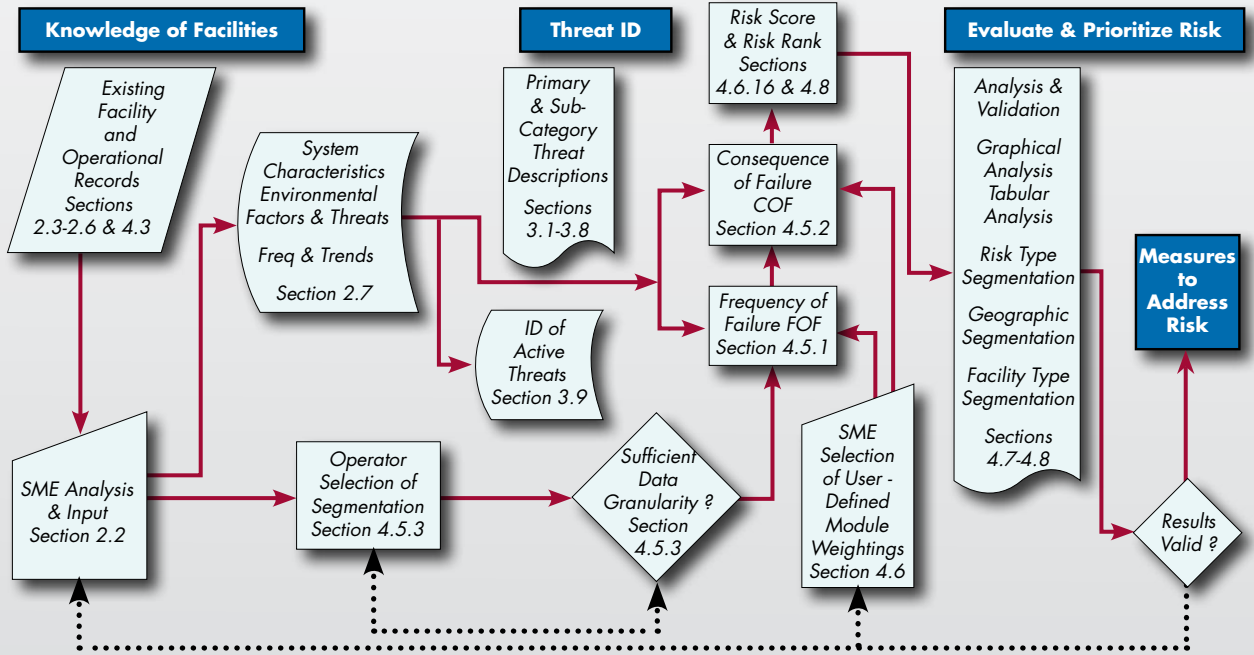 Knowledge of Facilities
Threat ID
Evaluate & Prioritize Risk
Existing
Facility
and
Operational
Records
Sections
2.3-2.6 & 4.3
System
Characteristics
Environmental
Factors & Threats
Freq & Trends
Section 2.7
Primary
& Sub-
Category
Threat
Descriptions
Sections
3.1-3.8
Risk Score
& Risk Rank
Sections
4.6.16 & 4.8
Consequence
of Failure
COF
Section 4.5.2
Frequency of
Failure FOF
Section 4.5.1
ID of
Active
Threats
Section 3.9
SME Analysis
& Input
Section 2.2
Operator
Selection of
Segmentation
Section 4.5.3
Sufficient
Data
Granularity ?
Section
4.5.3
SME
Selection
of User -
Defined
Module
Weightings
Section 4.6
Analysis &
Validation
Graphical
Analysis
Tabular
Analysis
Risk Type
Segmentation
Geographic
Segmentation
Facility Type
Segmentation
Sections
4.7-4.8
Measures
to
Address
Risk
Results
Valid ?